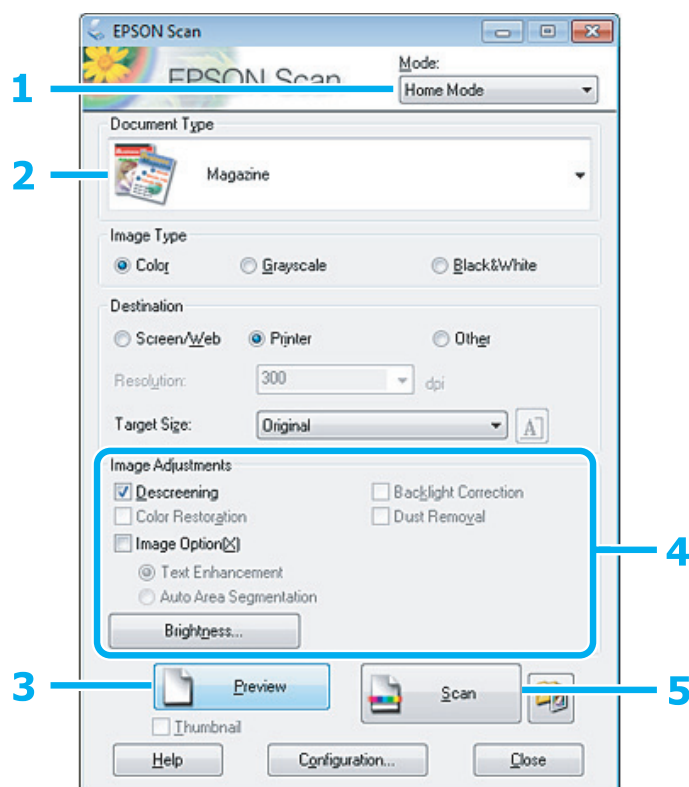 EPSON Scan
EPSON Scan
Mode:
1
Home Mode
Document Type
2
Magazine
Image Type
Color
Grayscale
Black&White
Destination
Screen/Web
Printer
Other
Resolution:
300
dpi
Target Size:
Original
A
Image Adjustments
Descreening
Backlight Correction
Color Restoration
Dust Removal
Image Option(X)
4
Text Enhancement
Auto Area Segmentation
Brightness...
3
Preview
Scan
5
Thumbnail
Help
Configuration...
Close